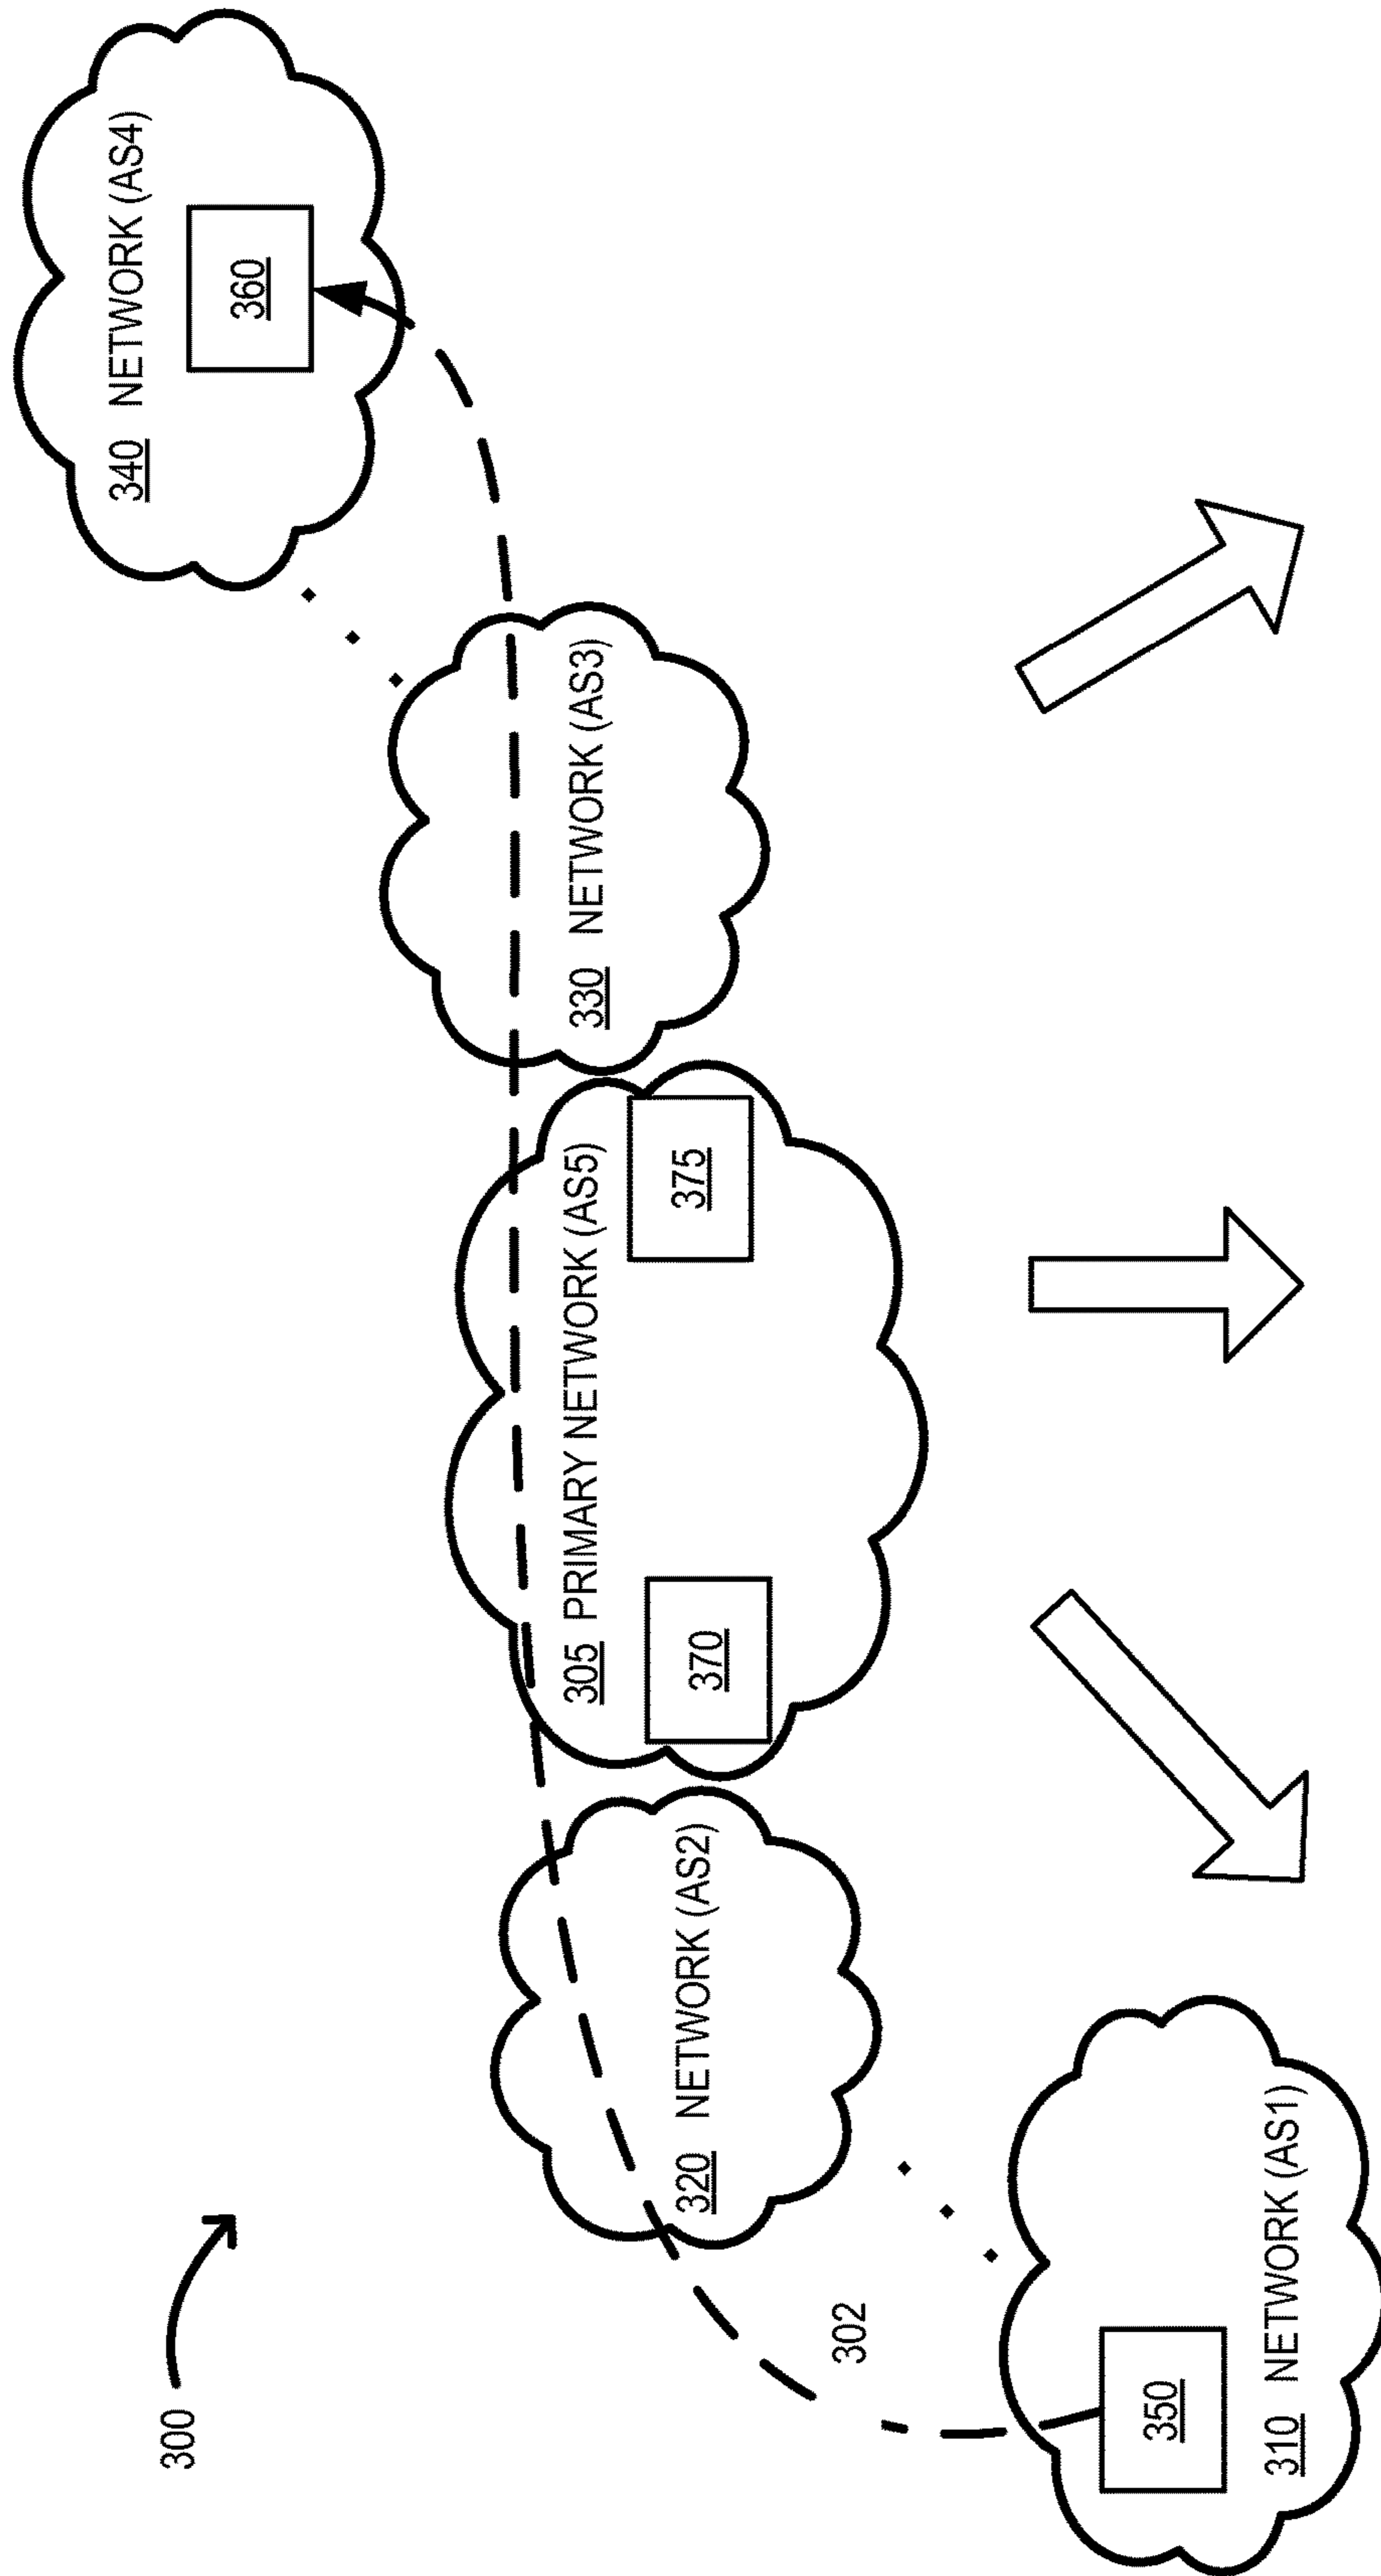 300
340 NETWORK (AS4)
360
330 NETWORK (AS3)
305 PRIMARY NETWORK (AS5)
375
370
320 NETWORK (AS2)
302
350
310 NETWORK (AS1)